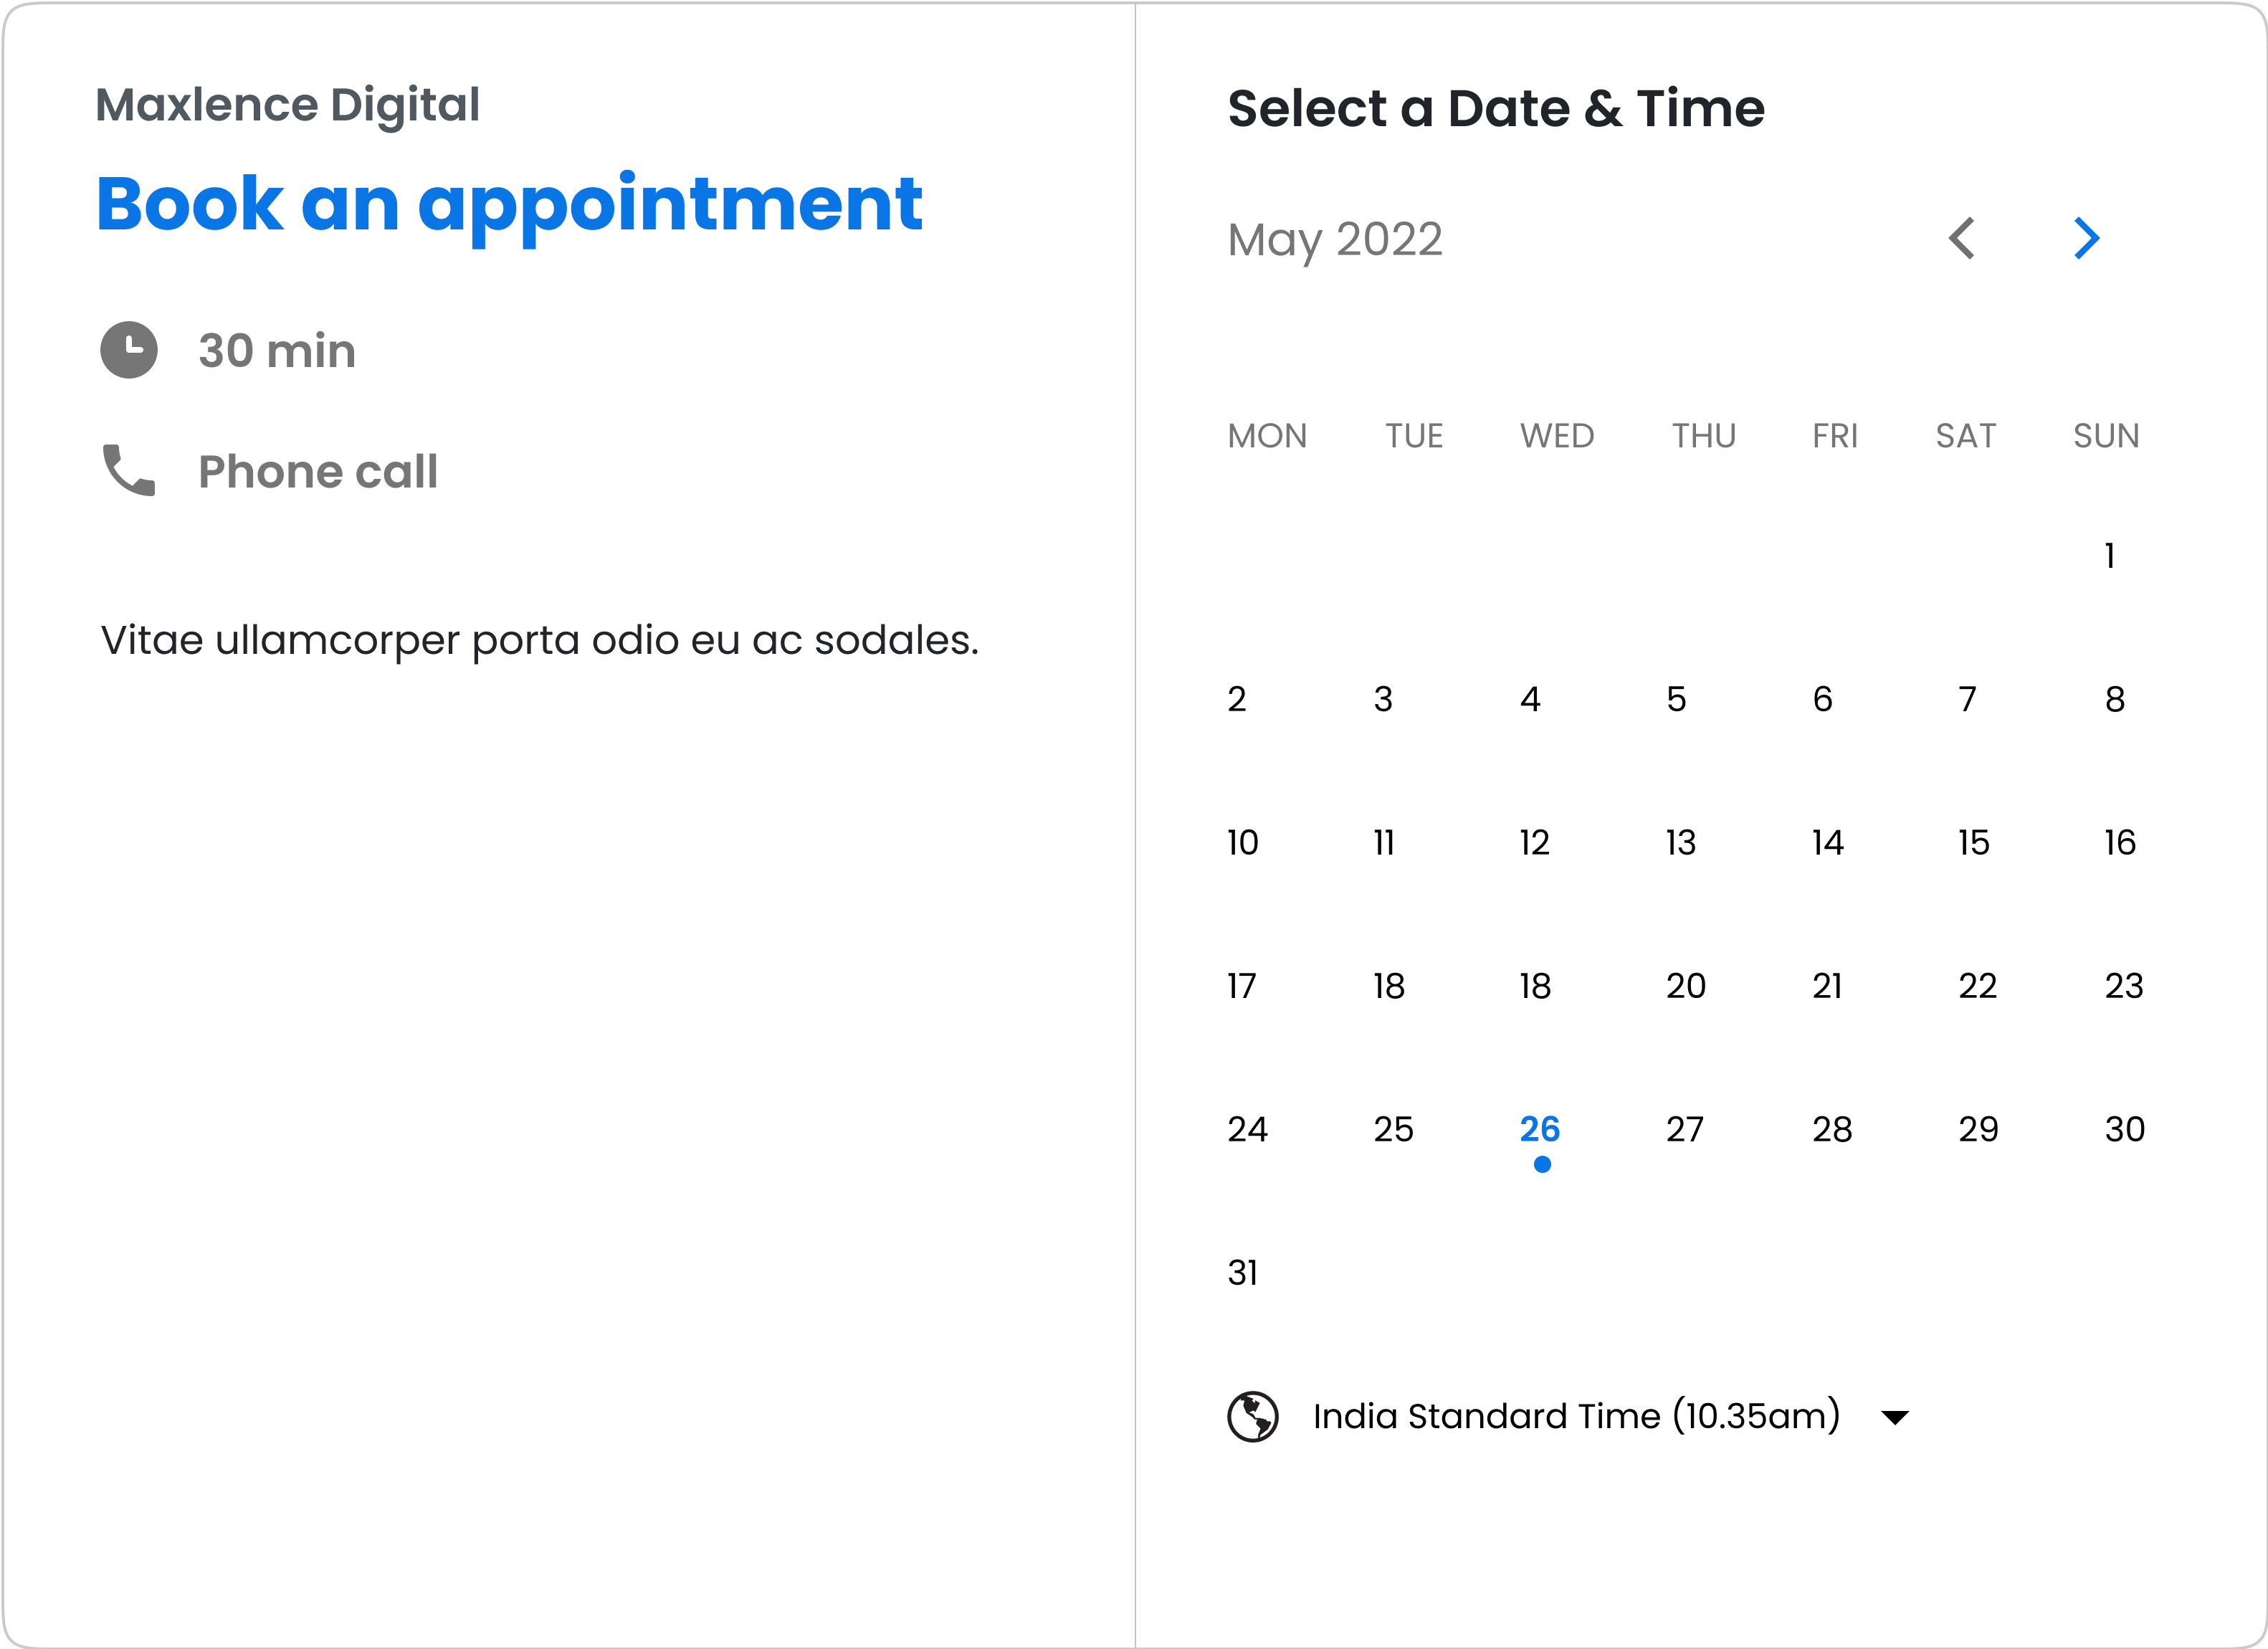 Maxlence Digital
Book an appointment
30 min
Phone call
Vitae ullamcorper porta odio eu ac sodales.
Select a Date & Time
May 2022
MON TUE WED THU FRI SAT SUN
1
2 3 4 5 6 7 8
10 11 12 13 14 15 16
17 18 18 20 21 22 23
24 25 26 27 28 29 30
31
India Standard Time (10.35am)